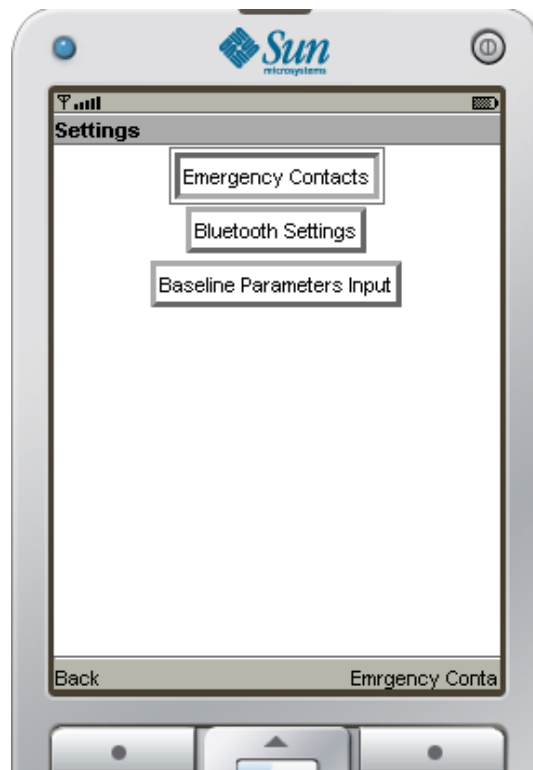 Sun
microsystems
Settings
Emergency Contacts
Bluetooth Settings
Baseline Parameters Input
Back Emrgency Conta